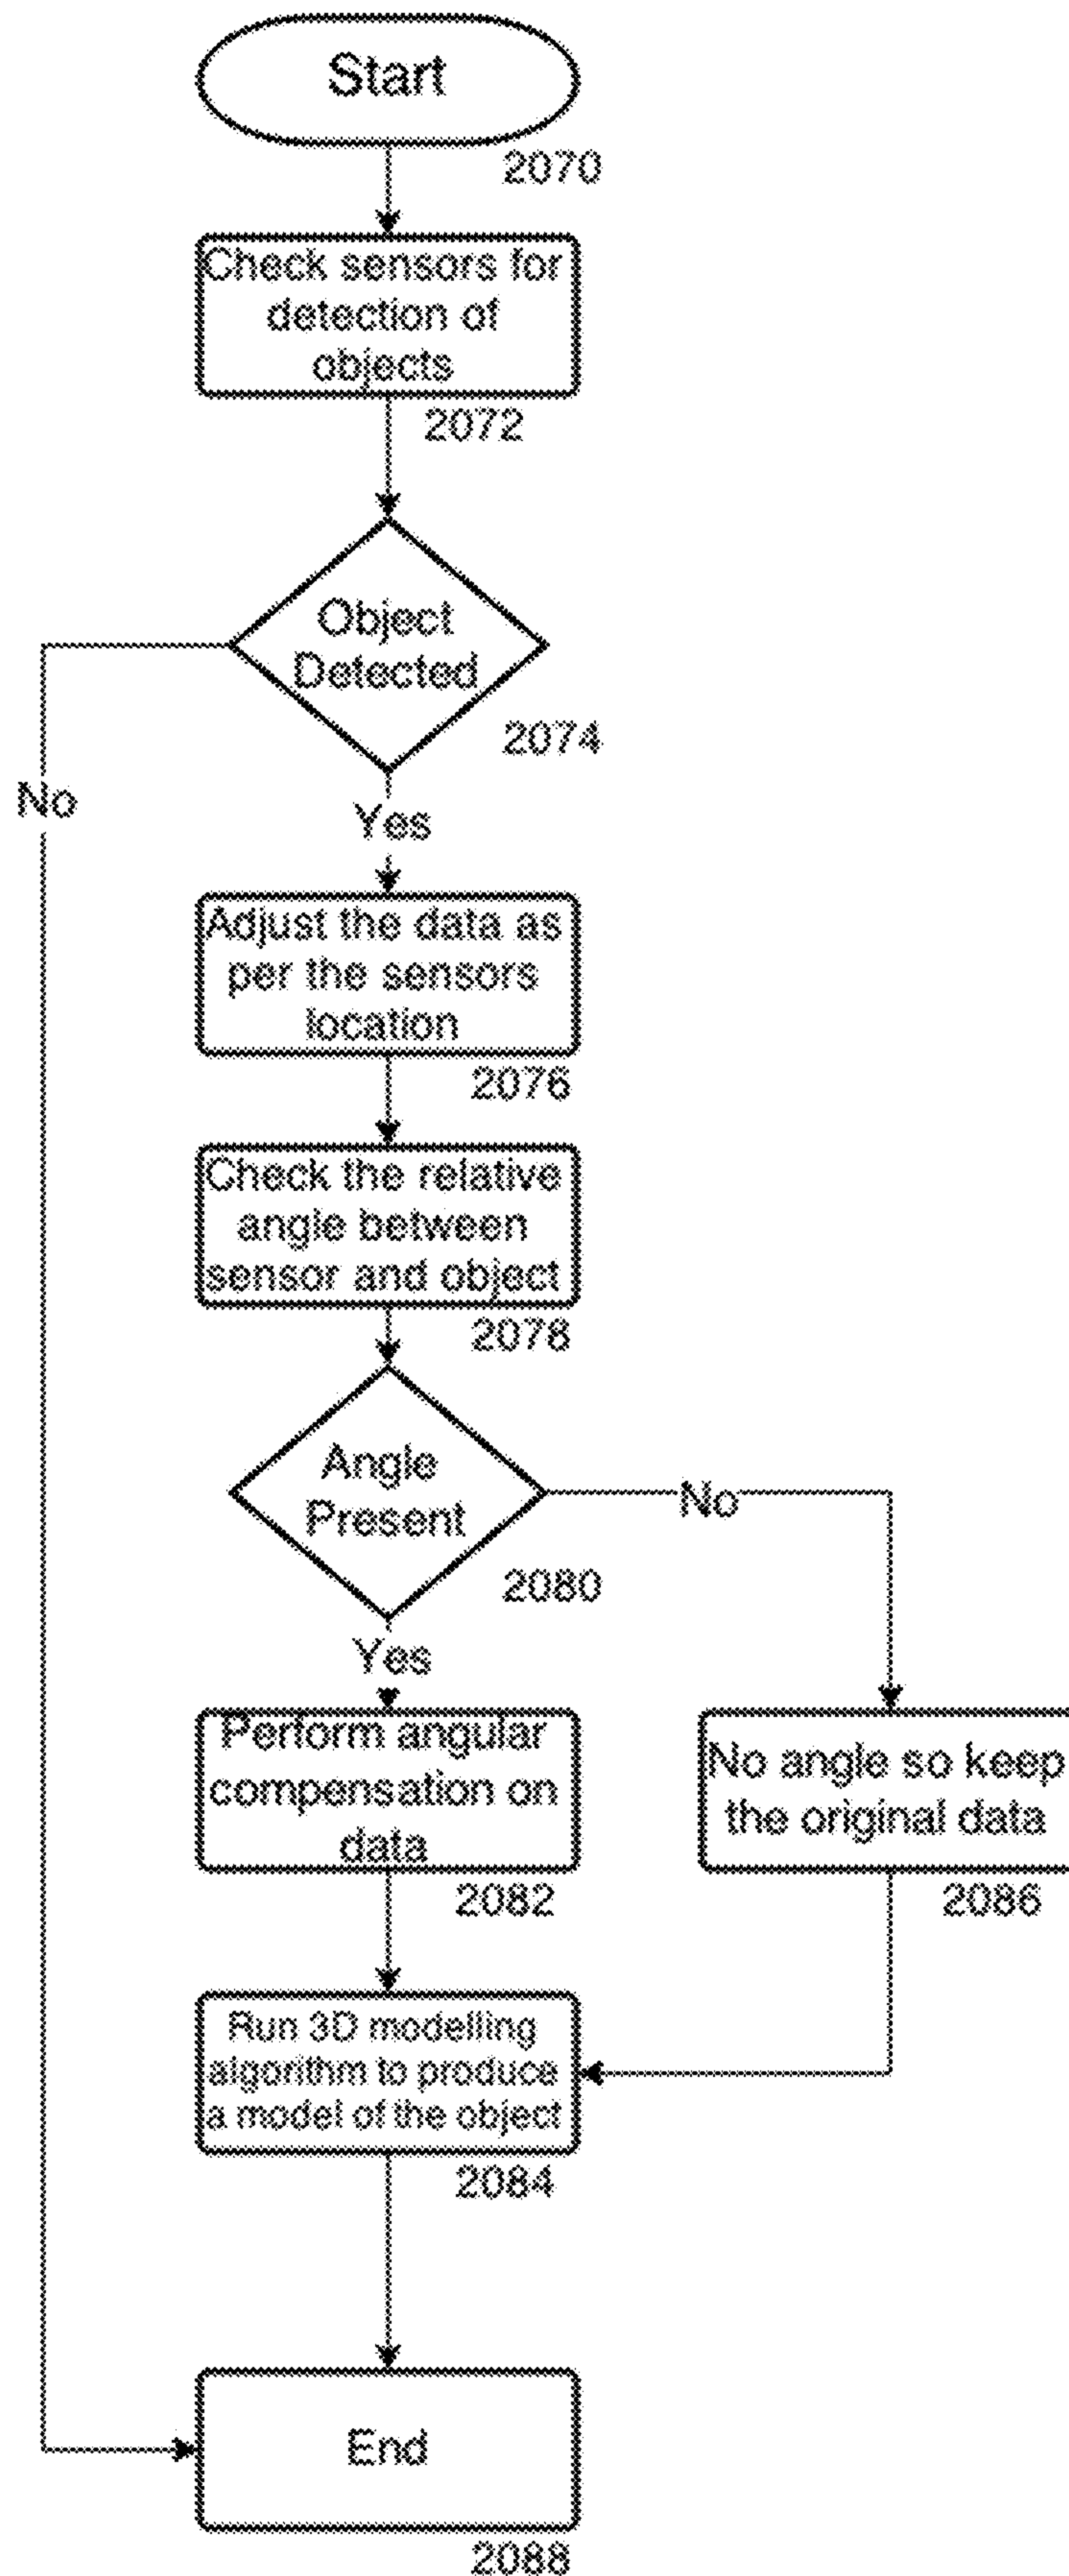 Start
2070
Check sensors for
detection of
objects
2072
Object
Detected
2074
No
Yes
Adjust the data as
per the sensors
location
2076
Check the relative
angle between
sensor and object
2078
Angle
Present
No
2080
Yes
Perform angular
compensation on
data
2082
No angle so keep
the original data
2086
Run 3D modelling
algorithm to produce
a model of the object
2084
End
2088